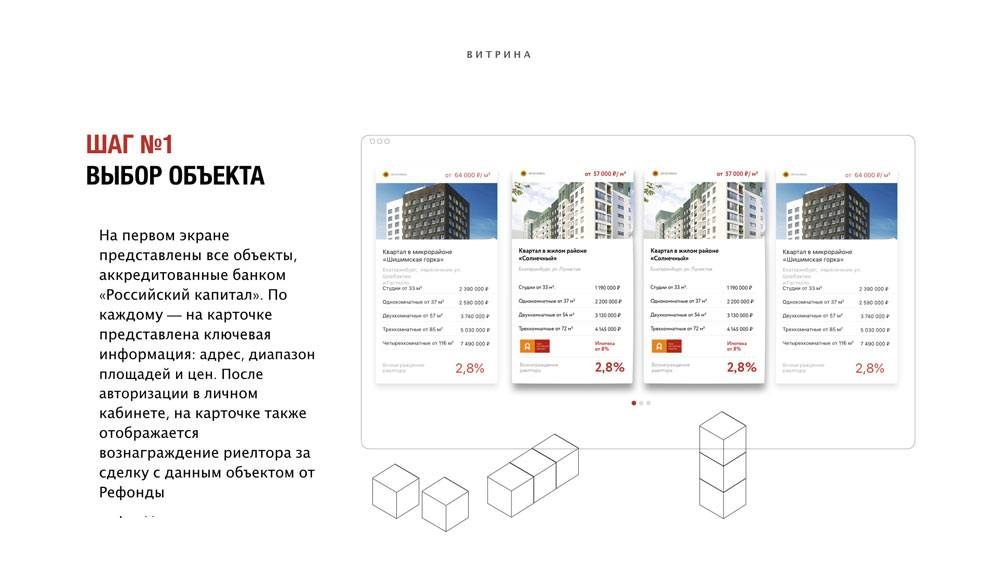 ВИТРИНА
ШАГ №1
ВЫБОР ОБЪЕКТА
На первом экране
представлены все объекты,
аккредитованные банком
«Российский капитал». По
каждому — на карточке
представлена ключевая
информация: адрес, диапазон
площадей и цен. После
авторизации в личном
кабинете, на карточке также
отображается
вознаграждение риелтора за
сделку с данным объектом от
Рефонды
от 64 000 ₽/ м²
Квартал в микрорайоне
«Шишимская горка»
Екатеринбург, пересечение ул.
Шишимская
Студии от 33 м² 2 390 000 ₽
Однокомнатные от 37 м² 2 590 000 ₽
Двухкомнатные от 57 м² 3 740 000 ₽
Трехкомнатные от 85 м² 5 030 000 ₽
Четырехкомнатные от 116 м² 7 490 000 ₽
Вознаграждение
риелтора 2,8%
от 57 000 ₽/ м²
Квартал в жилом районе
«Солнечный»
Екатеринбург, ул. Лучистая
Студии от 33 м². 1 190 000 ₽
Однокомнатные от 37 м² 2 200 000 ₽
Двухкомнатные от 54 м² 3 130 000 ₽
Трехкомнатные от 72 м² 4 145 000 ₽
Ипотека
от 8%
Вознаграждение
риелтора 2,8%
от 57 000 ₽/ м²
Квартал в жилом районе
«Солнечный»
Екатеринбург, ул. Лучистая
Студии от 33 м². 1 190 000 ₽
Однокомнатные от 37 м² 2 200 000 ₽
Двухкомнатные от 54 м² 3 130 000 ₽
Трехкомнатные от 72 м² 4 145 000 ₽
Ипотека
от 8%
Вознаграждение
риелтора 2,8%
от 64 000 ₽/ м²
Квартал в микрорайоне
«Шишимская горка»
Екатеринбург, пересечение ул.
Студии от 33 м² 2 390 000 ₽
Однокомнатные от 37 м² 2 590 000 ₽
Двухкомнатные от 57 м² 3 740 000 ₽
Трехкомнатные от 85 м² 5 030 000 ₽
Четырехкомнатные от 116 м² 7 490 000 ₽
Вознаграждение
риелтора 2,8%